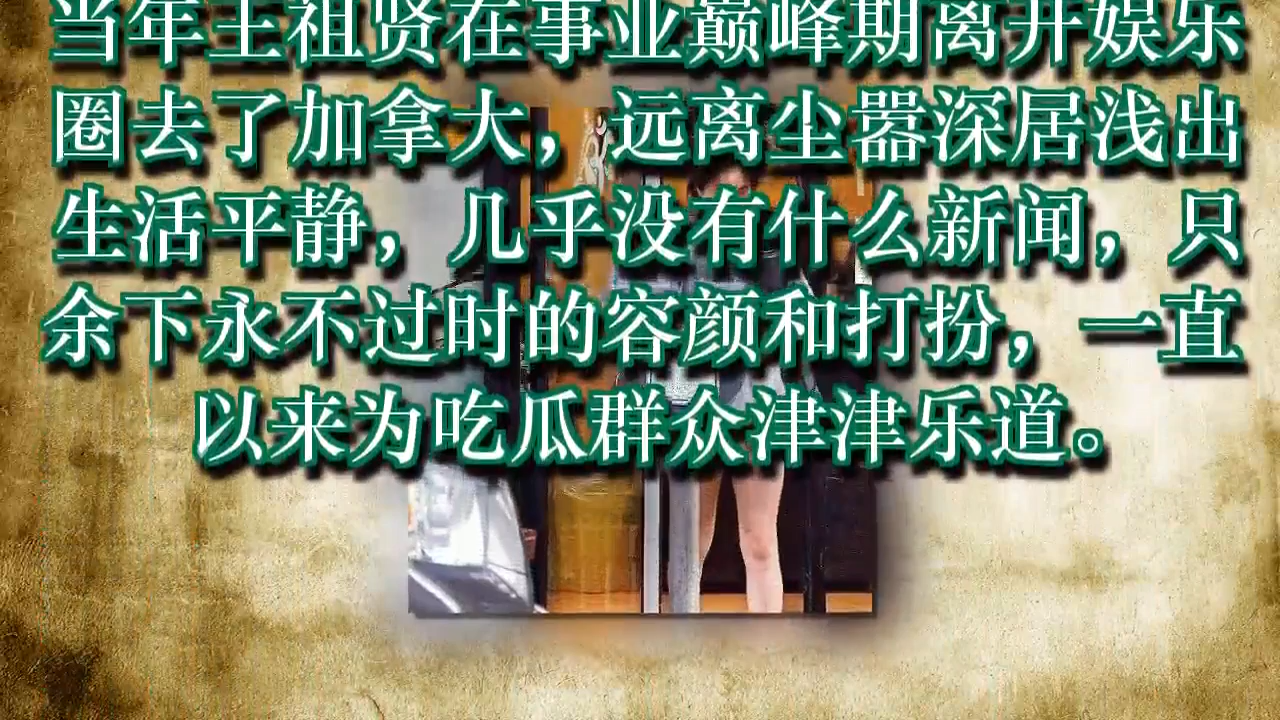 当年王祖贤在事业巅峰期离开娱乐
圈去了加拿大，远离尘嚣深居浅出
生活平静，几乎没有什么新闻，只
余下永不过时的容颜和打扮，一直
以来为吃瓜群众津津乐道。